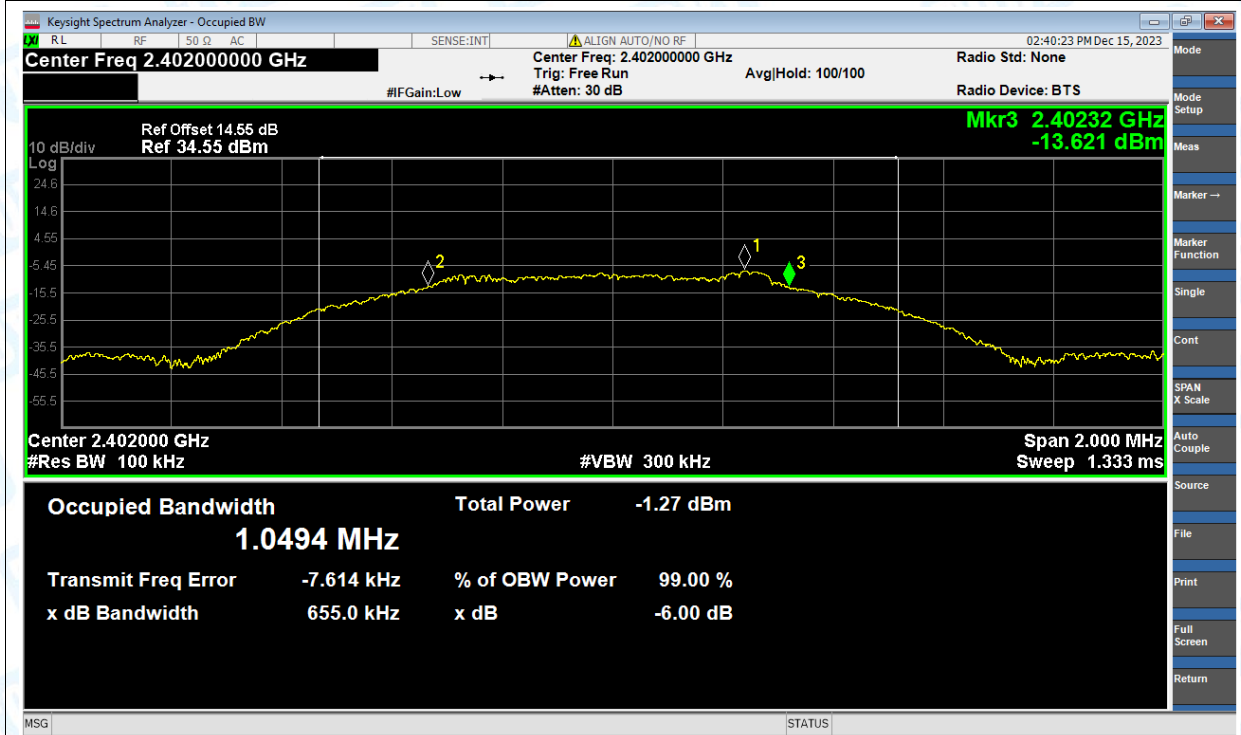 Keysight Spectrum Analyzer - Occupied BW
LXI RL RF 50 Ω AC SENSE:INT ALIGN AUTO/NO RF 02:40:23 PM Dec 15, 2023
Center Freq 2.402000000 GHz
Center Freq: 2.402000000 GHz
Radio Std: None
Trig: Free Run Avg|Hold: 100/100
#IFGain:Low
#Atten: 30 dB
Radio Device: BTS
Mkr3 2.40232 GHz
-13.621 dBm
Ref Offset 14.55 dB
10 dB/div Ref 34.55 dBm
Log
24.6
14.6
4.55
-5.45
-15.5
-25.5
-35.5
-45.5
-55.5
2
1
3
Center 2.402000 GHz Span 2.000 MHz
#Res BW 100 kHz #VBW 300 kHz Sweep 1.333 ms
Occupied Bandwidth Total Power -1.27 dBm
1.0494 MHz
Transmit Freq Error -7.614 kHz % of OBW Power 99.00 %
x dB Bandwidth 655.0 kHz x dB -6.00 dB
Mode
Mode
Setup
Meas
Marker →
Marker
Function
Single
Cont
SPAN
X Scale
Auto
Couple
Source
File
Print
Full
Screen
Return
MSG STATUS